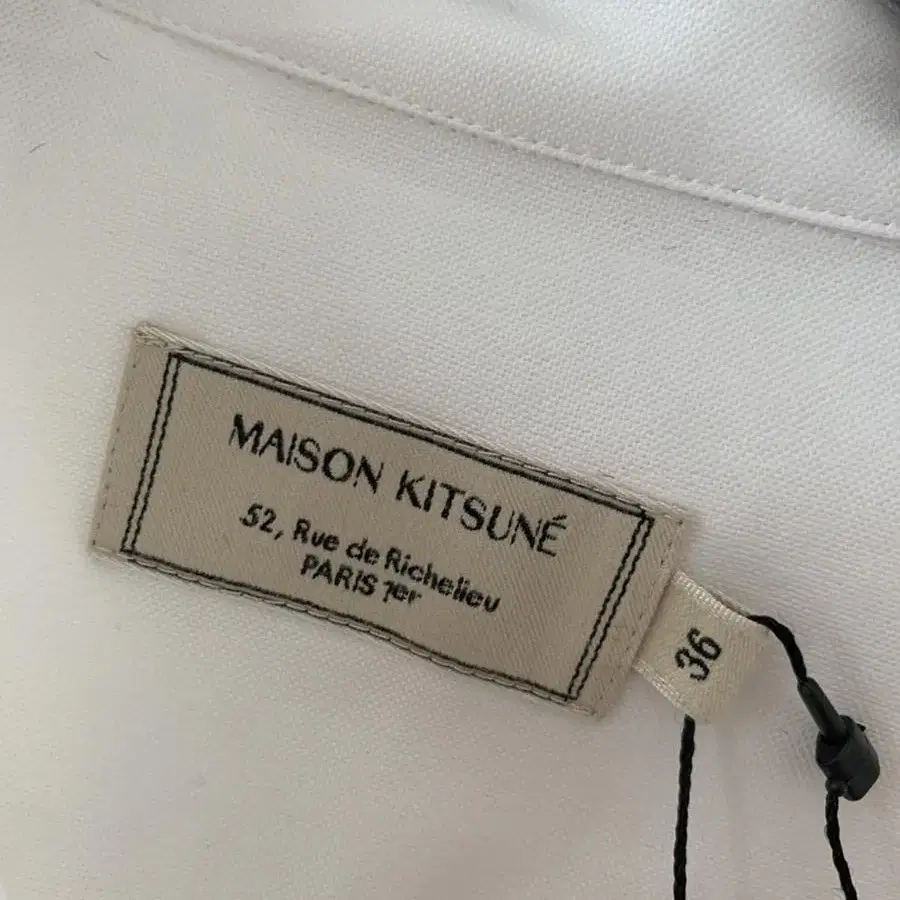 MAISON KITSUNÉ
52, Rue de Richelieu
PARIS 1er
36